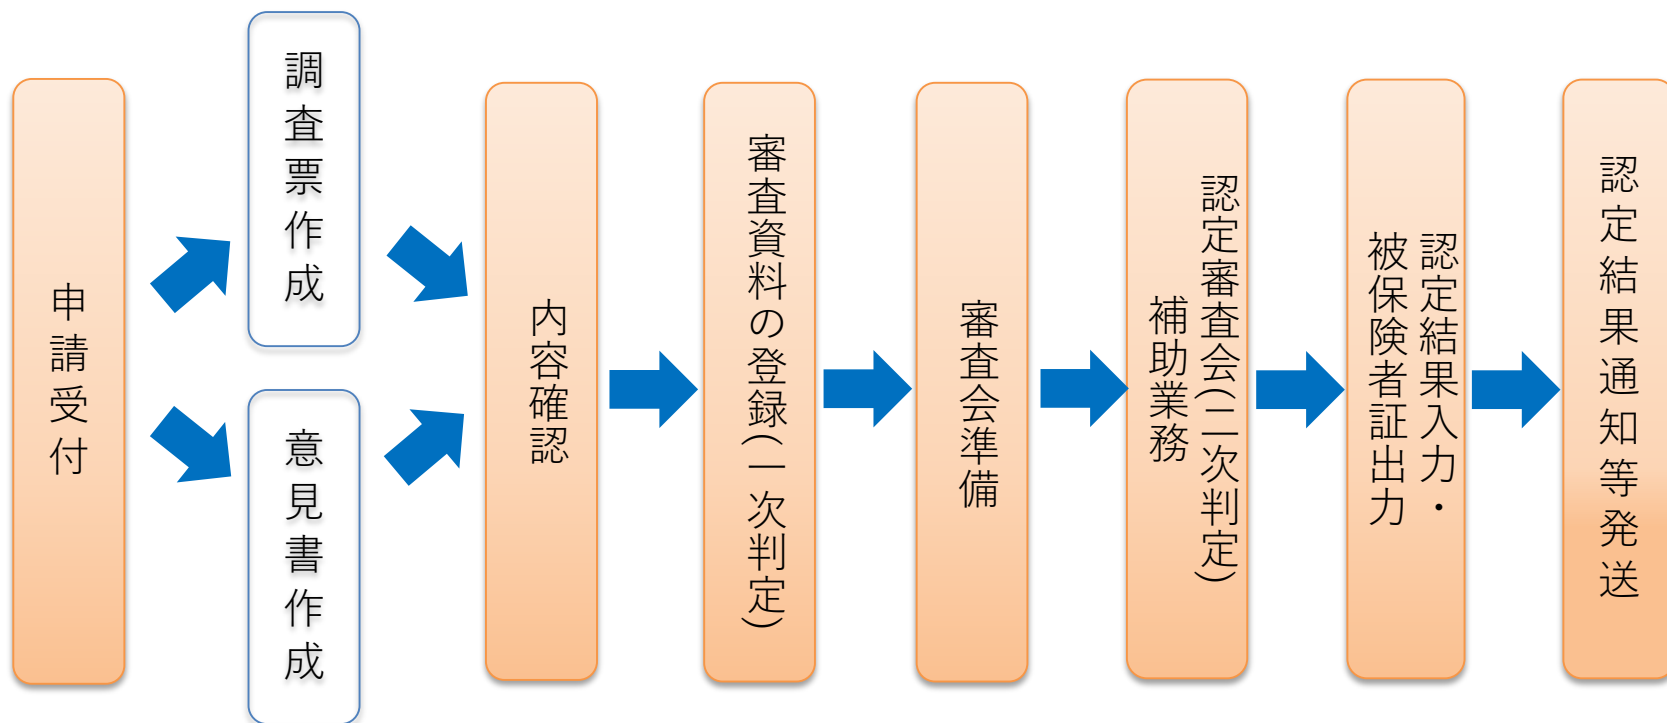 申請受付
調査票作成
意見書作成
内容確認
審査資料の登録(一次判定)
審査会準備
認定審査会(二次判定)
補助業務
認定結果入力・
被保険者証出力
認定結果通知等発送